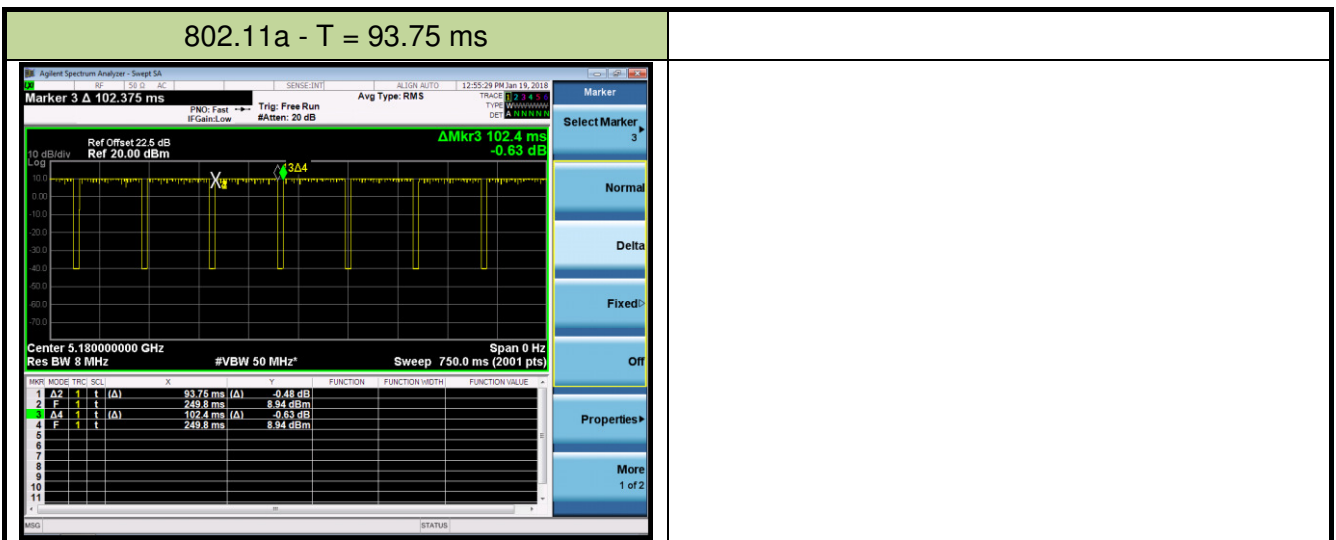 802.11a - T = 93.75 ms
Agilent Spectrum Analyzer - Swept SA
RF 50 Ω AC SENSE:INT ALIGN AUTO 12:55:29 PM Jan 19, 2018
Marker 3 Δ 102.375 ms
PNO: Fast
IFGain:Low
Trig: Free Run
#Atten: 20 dB
Avg Type: RMS
TRACE 1 2 3 4 5 6
TYPE WWWWWW
DET A N N N N N
ΔMkr3 102.4 ms
-0.63 dB
Ref Offset 22.5 dB
10 dB/div Ref 20.00 dBm
Log
10.0
0.00
-10.0
-20.0
-30.0
-40.0
-50.0
-60.0
-70.0
3Δ4
Center 5.180000000 GHz Span 0 Hz
Res BW 8 MHz #VBW 50 MHz* Sweep 750.0 ms (2001 pts)
MKR MODE TRC SCL X Y FUNCTION FUNCTION WIDTH FUNCTION VALUE
1 Δ2 1 t (Δ) 93.75 ms (Δ) -0.48 dB
2 F 1 t 249.8 ms 8.94 dBm
3 Δ4 1 t (Δ) 102.4 ms (Δ) -0.63 dB
4 F 1 t 249.8 ms 8.94 dBm
5
6
7
8
9
10
11
MSG STATUS
Marker
Select Marker
3
Normal
Delta
Fixed
Off
Properties
More
1 of 2